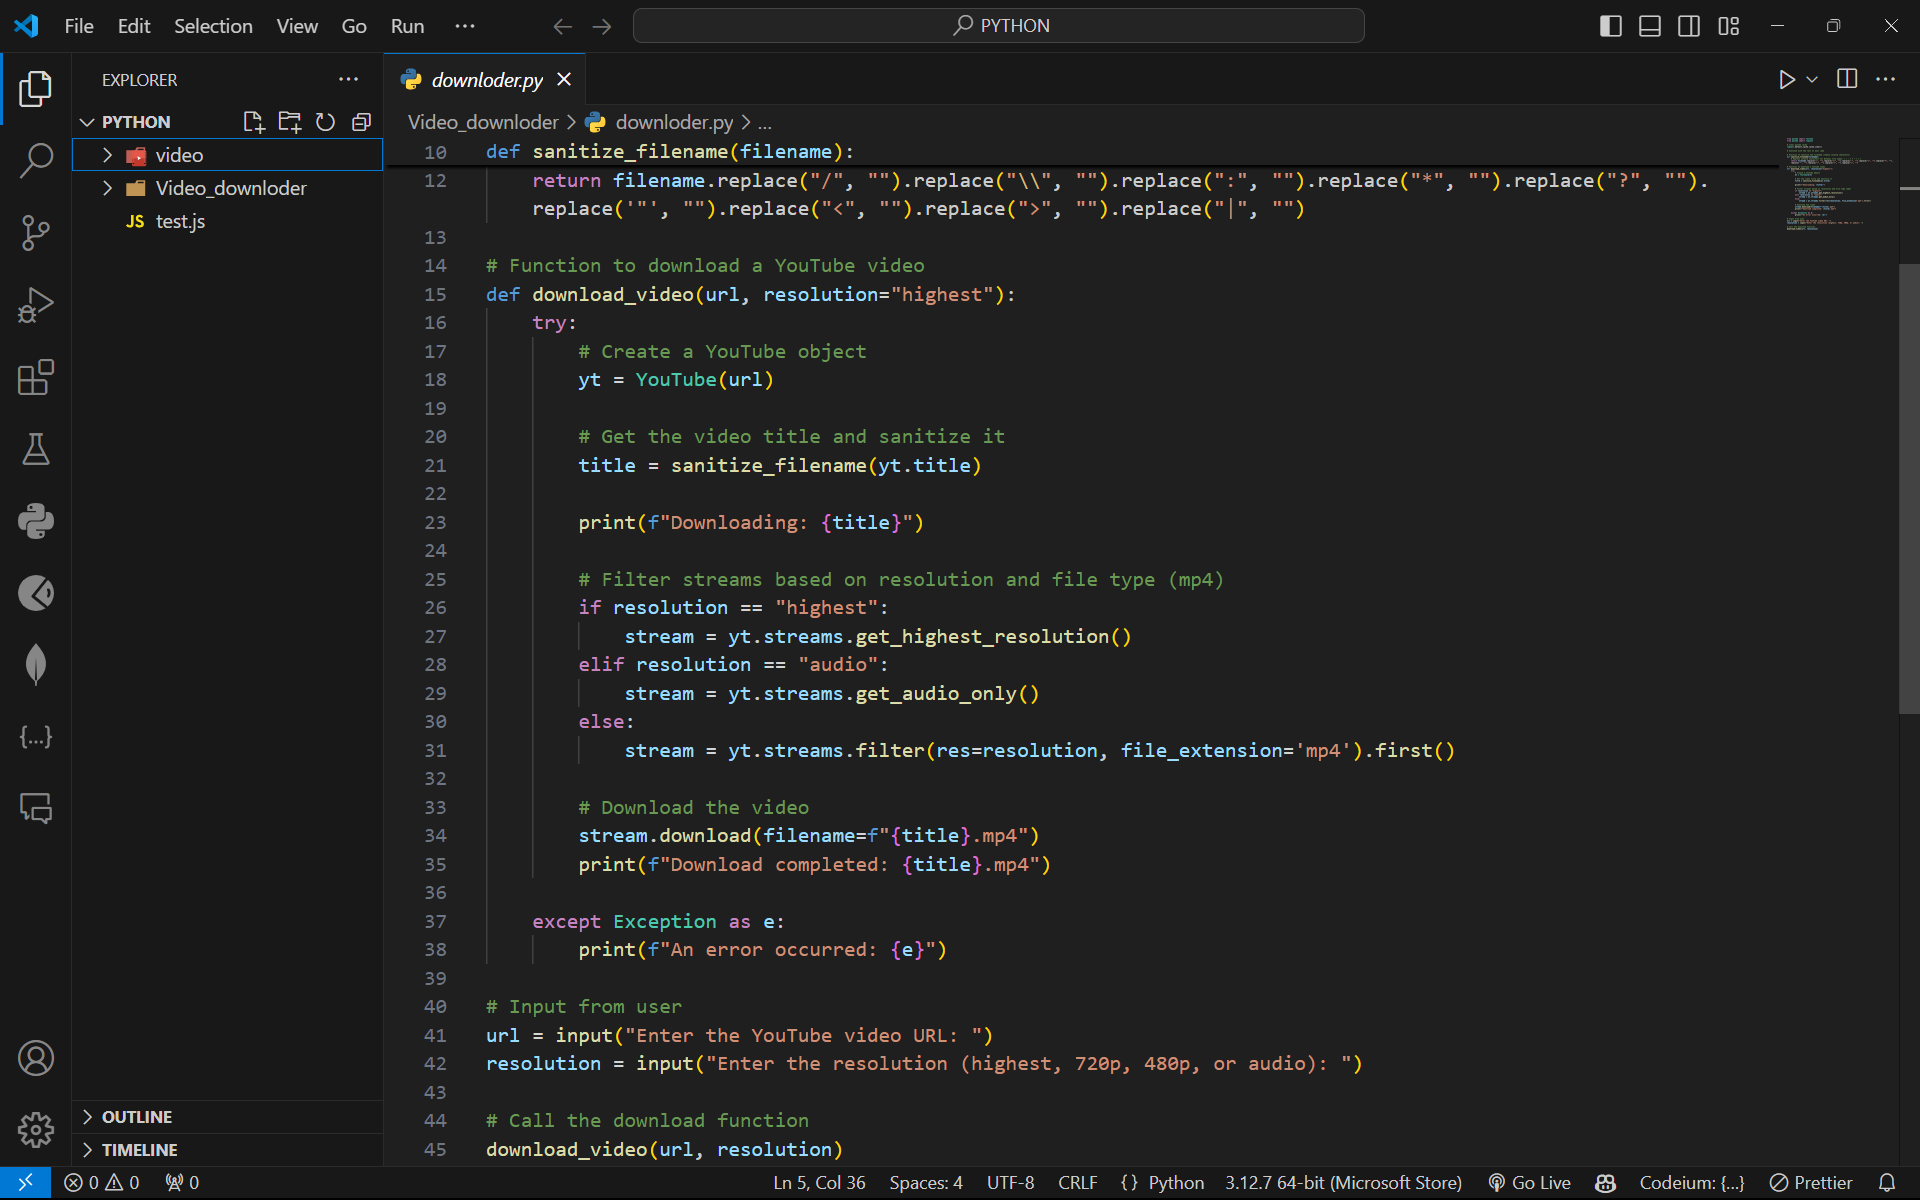 File Edit Selection View Go Run ···
PYTHON
EXPLORER ···
downloder.py
PYTHON
video
Video_downloder
JS test.js
Video_downloder > downloder.py > ...
10 def sanitize_filename(filename):
12 return filename.replace("/", "").replace("\\", "").replace(":", "").replace("*", "").replace("?", "").
replace('"', "").replace("<", "").replace(">", "").replace("|", "")
13
14 # Function to download a YouTube video
15 def download_video(url, resolution="highest"):
16 try:
17 # Create a YouTube object
18 yt = YouTube(url)
19
20 # Get the video title and sanitize it
21 title = sanitize_filename(yt.title)
22
23 print(f"Downloading: {title}")
24
25 # Filter streams based on resolution and file type (mp4)
26 if resolution == "highest":
27 stream = yt.streams.get_highest_resolution()
28 elif resolution == "audio":
29 stream = yt.streams.get_audio_only()
30 else:
31 stream = yt.streams.filter(res=resolution, file_extension='mp4').first()
32
33 # Download the video
34 stream.download(filename=f"{title}.mp4")
35 print(f"Download completed: {title}.mp4")
36
37 except Exception as e:
38 print(f"An error occurred: {e}")
39
40 # Input from user
41 url = input("Enter the YouTube video URL: ")
42 resolution = input("Enter the resolution (highest, 720p, 480p, or audio): ")
43
44 # Call the download function
45 download_video(url, resolution)
OUTLINE
TIMELINE
0 0 0 Ln 5, Col 36 Spaces: 4 UTF-8 CRLF {} Python 3.12.7 64-bit (Microsoft Store) Go Live Codeium: {...} Prettier